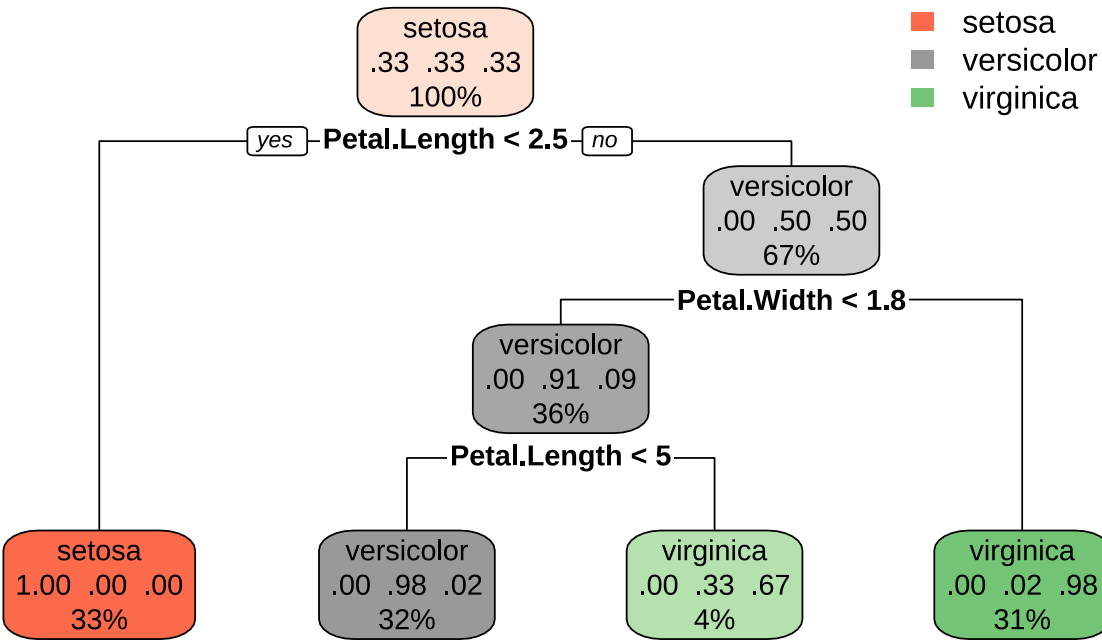 setosa
.33 .33 .33
100%
setosa
versicolor
virginica
yes Petal.Length < 2.5 no
versicolor
.00 .50 .50
67%
Petal.Width < 1.8
versicolor
.00 .91 .09
36%
Petal.Length < 5
setosa
1.00 .00 .00
33%
versicolor
.00 .98 .02
32%
virginica
.00 .33 .67
4%
virginica
.00 .02 .98
31%